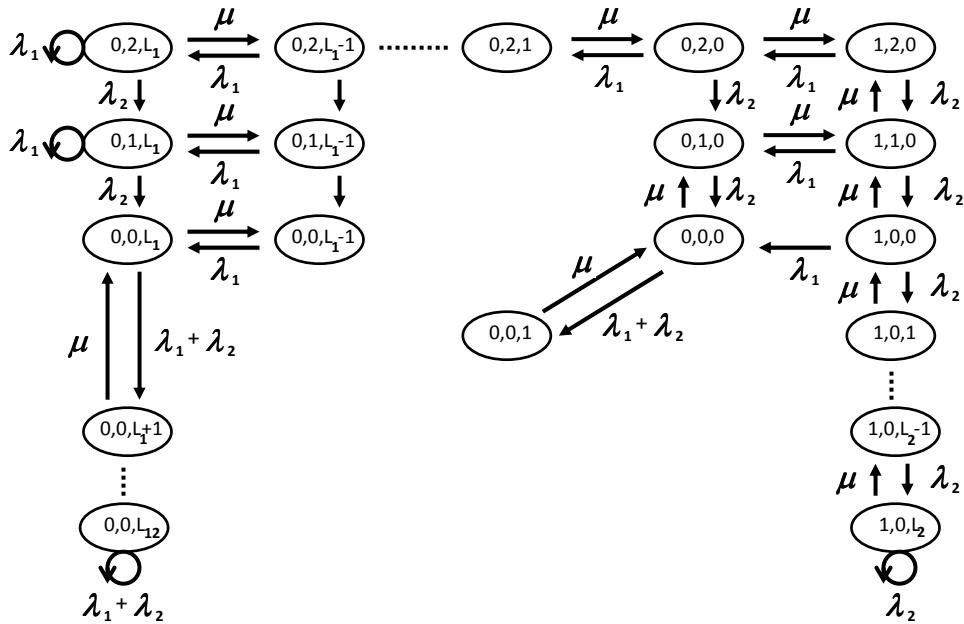 μ μ μ μ
0,2,L₁ 0,2,L₁-1 0,2,1 0,2,0 1,2,0
λ₁ λ₁ λ₁ λ₁
λ₂ λ₂ μ λ₂
μ μ
λ₁ 0,1,L₁ 0,1,L₁-1 0,1,0 1,1,0
λ₁ λ₁
λ₂ μ λ₂ μ λ₂
μ
0,0,L₁ 0,0,L₁-1 0,0,0 1,0,0
λ₁ λ₁
μ μ λ₂
0,0,1 λ₁ + λ₂ 1,0,1
μ λ₁ + λ₂
0,0,L₁+1 1,0,L₂-1
μ λ₂
0,0,L₁₂ 1,0,L₂
λ₁ + λ₂ λ₂